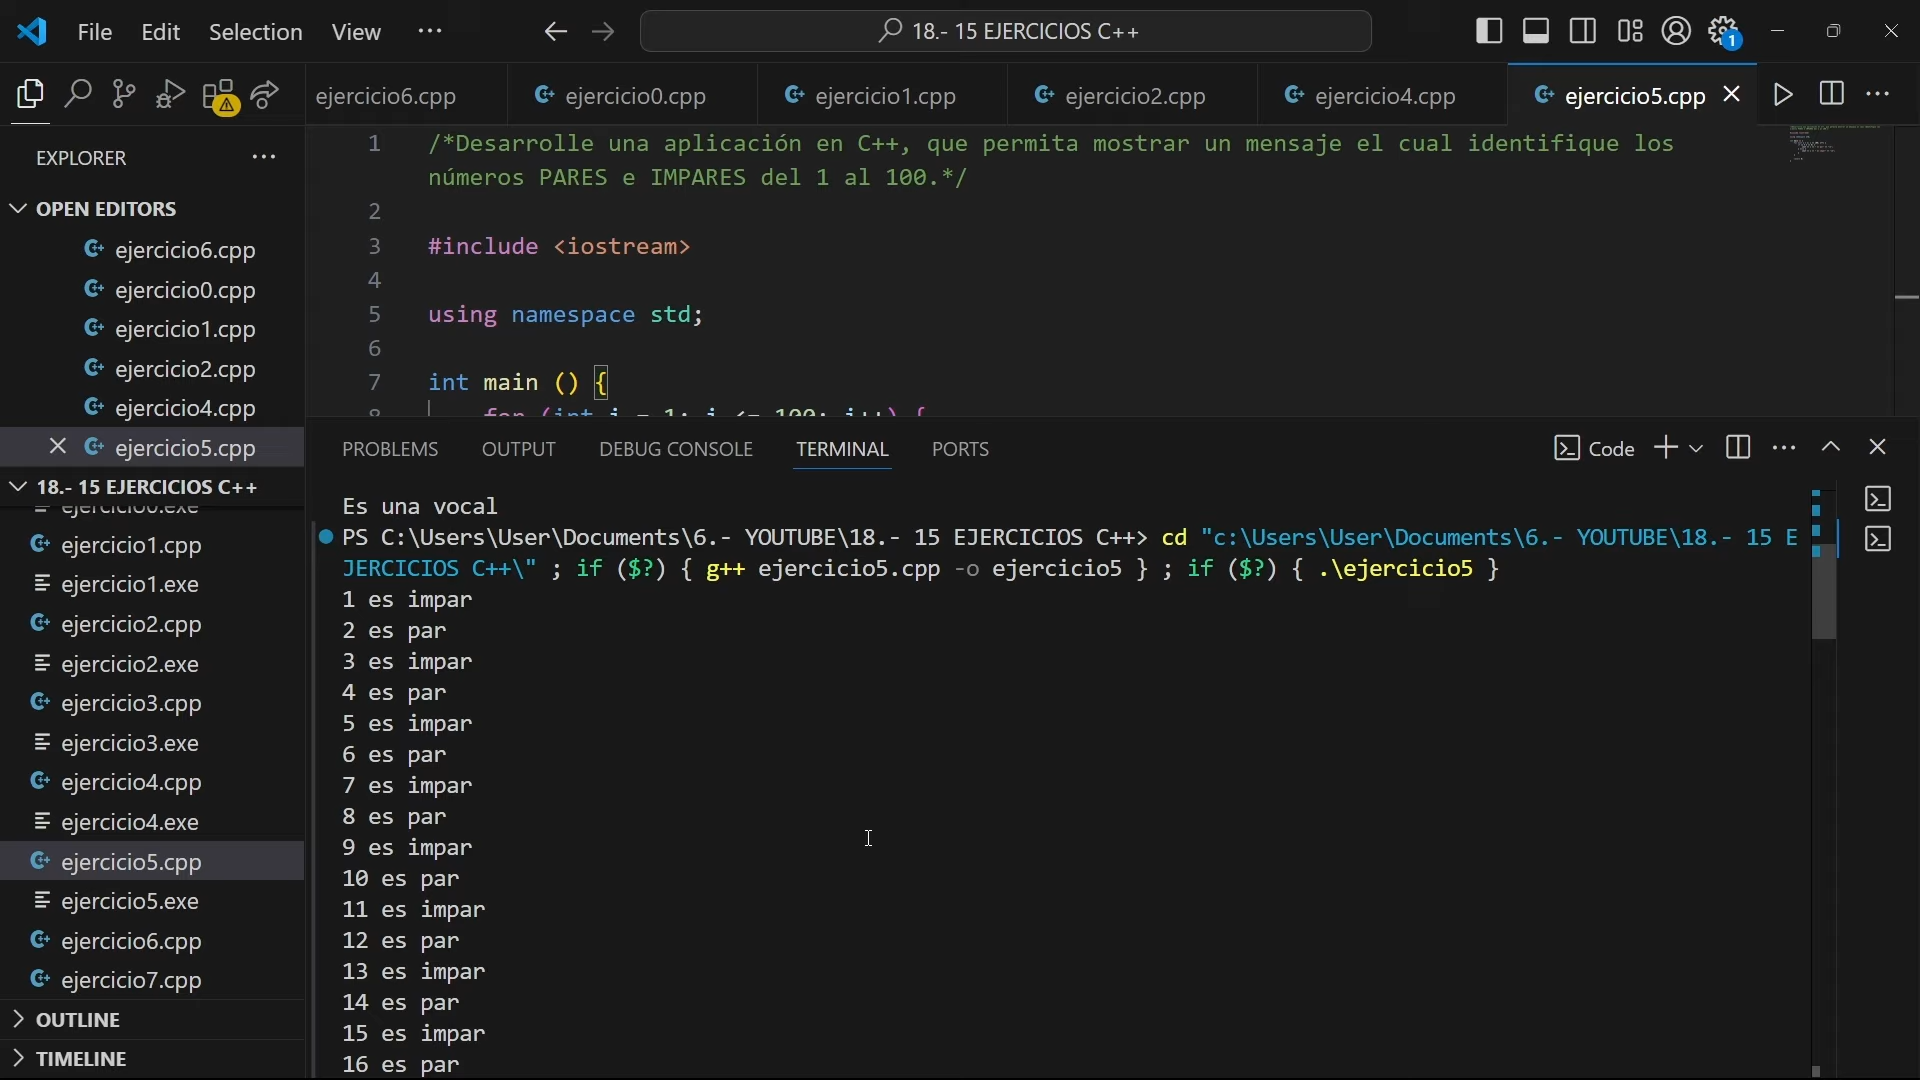 File Edit Selection View ··· 18.- 15 EJERCICIOS C++ 1
ejercicio6.cpp ejercicio0.cpp ejercicio1.cpp ejercicio2.cpp ejercicio4.cpp ejercicio5.cpp
EXPLORER
OPEN EDITORS
ejercicio6.cpp
ejercicio0.cpp
ejercicio1.cpp
ejercicio2.cpp
ejercicio4.cpp
ejercicio5.cpp
18.- 15 EJERCICIOS C++
ejercicio0.exe
ejercicio1.cpp
ejercicio1.exe
ejercicio2.cpp
ejercicio2.exe
ejercicio3.cpp
ejercicio3.exe
ejercicio4.cpp
ejercicio4.exe
ejercicio5.cpp
ejercicio5.exe
ejercicio6.cpp
ejercicio7.cpp
OUTLINE
TIMELINE
1 /*Desarrolle una aplicación en C++, que permita mostrar un mensaje el cual identifique los
números PARES e IMPARES del 1 al 100.*/
2
3 #include <iostream>
4
5 using namespace std;
6
7 int main () {
8 for (int i = 1; i <= 100; i++) {
PROBLEMS OUTPUT DEBUG CONSOLE TERMINAL PORTS Code
Es una vocal
PS C:\Users\User\Documents\6.- YOUTUBE\18.- 15 EJERCICIOS C++> cd "c:\Users\User\Documents\6.- YOUTUBE\18.- 15 E
JERCICIOS C++\" ; if ($?) { g++ ejercicio5.cpp -o ejercicio5 } ; if ($?) { .\ejercicio5 }
1 es impar
2 es par
3 es impar
4 es par
5 es impar
6 es par
7 es impar
8 es par
9 es impar
10 es par
11 es impar
12 es par
13 es impar
14 es par
15 es impar
16 es par